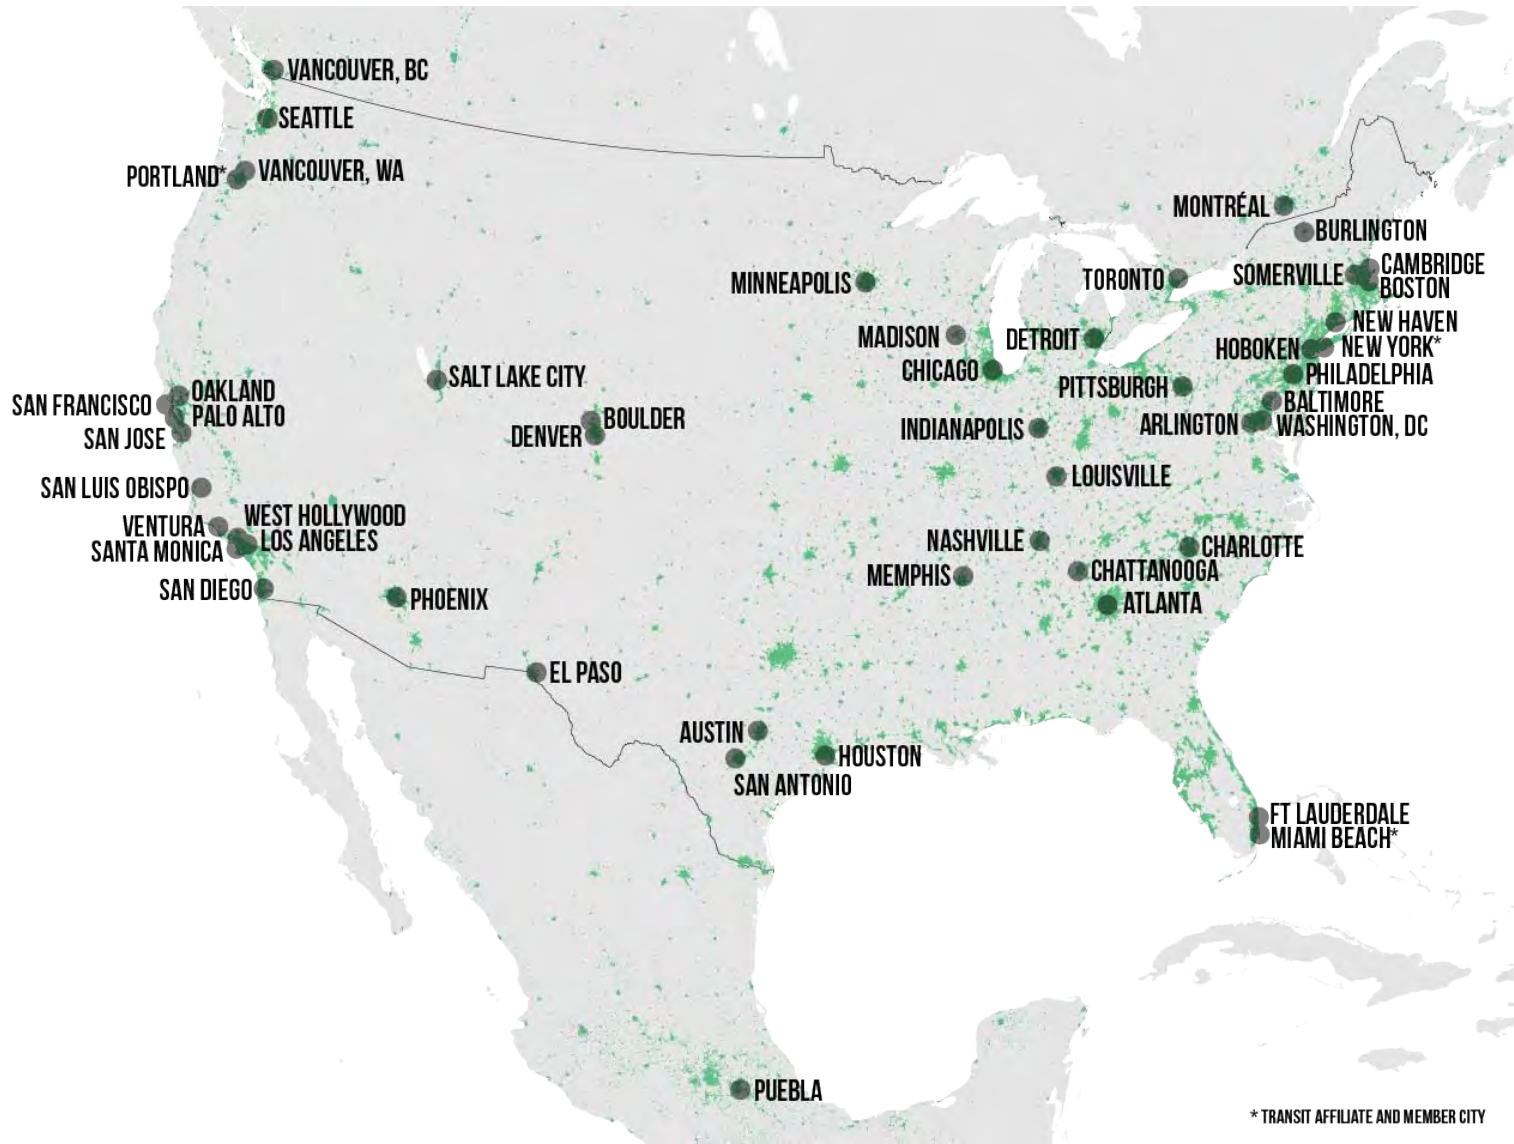 VANCOUVER, BC
SEATTLE
VANCOUVER, WA
PORTLAND*
MONTRÉAL
BURLINGTON
CAMBRIDGE
SOMERVILLE
BOSTON
TORONTO
MINNEAPOLIS
NEW HAVEN
MADISON
DETROIT
HOBOKEN
NEW YORK*
CHICAGO
PHILADELPHIA
SALT LAKE CITY
PITTSBURGH
OAKLAND
SAN FRANCISCO
BALTIMORE
PALO ALTO
BOULDER
ARLINGTON
WASHINGTON, DC
INDIANAPOLIS
DENVER
SAN JOSE
LOUISVILLE
SAN LUIS OBISPO
WEST HOLLYWOOD
VENTURA
LOS ANGELES
NASHVILLE
CHARLOTTE
SANTA MONICA
CHATTANOOGA
MEMPHIS
SAN DIEGO
PHOENIX
ATLANTA
EL PASO
AUSTIN
HOUSTON
SAN ANTONIO
FT LAUDERDALE
MIAMI BEACH*
PUEBLA
* TRANSIT AFFILIATE AND MEMBER CITY